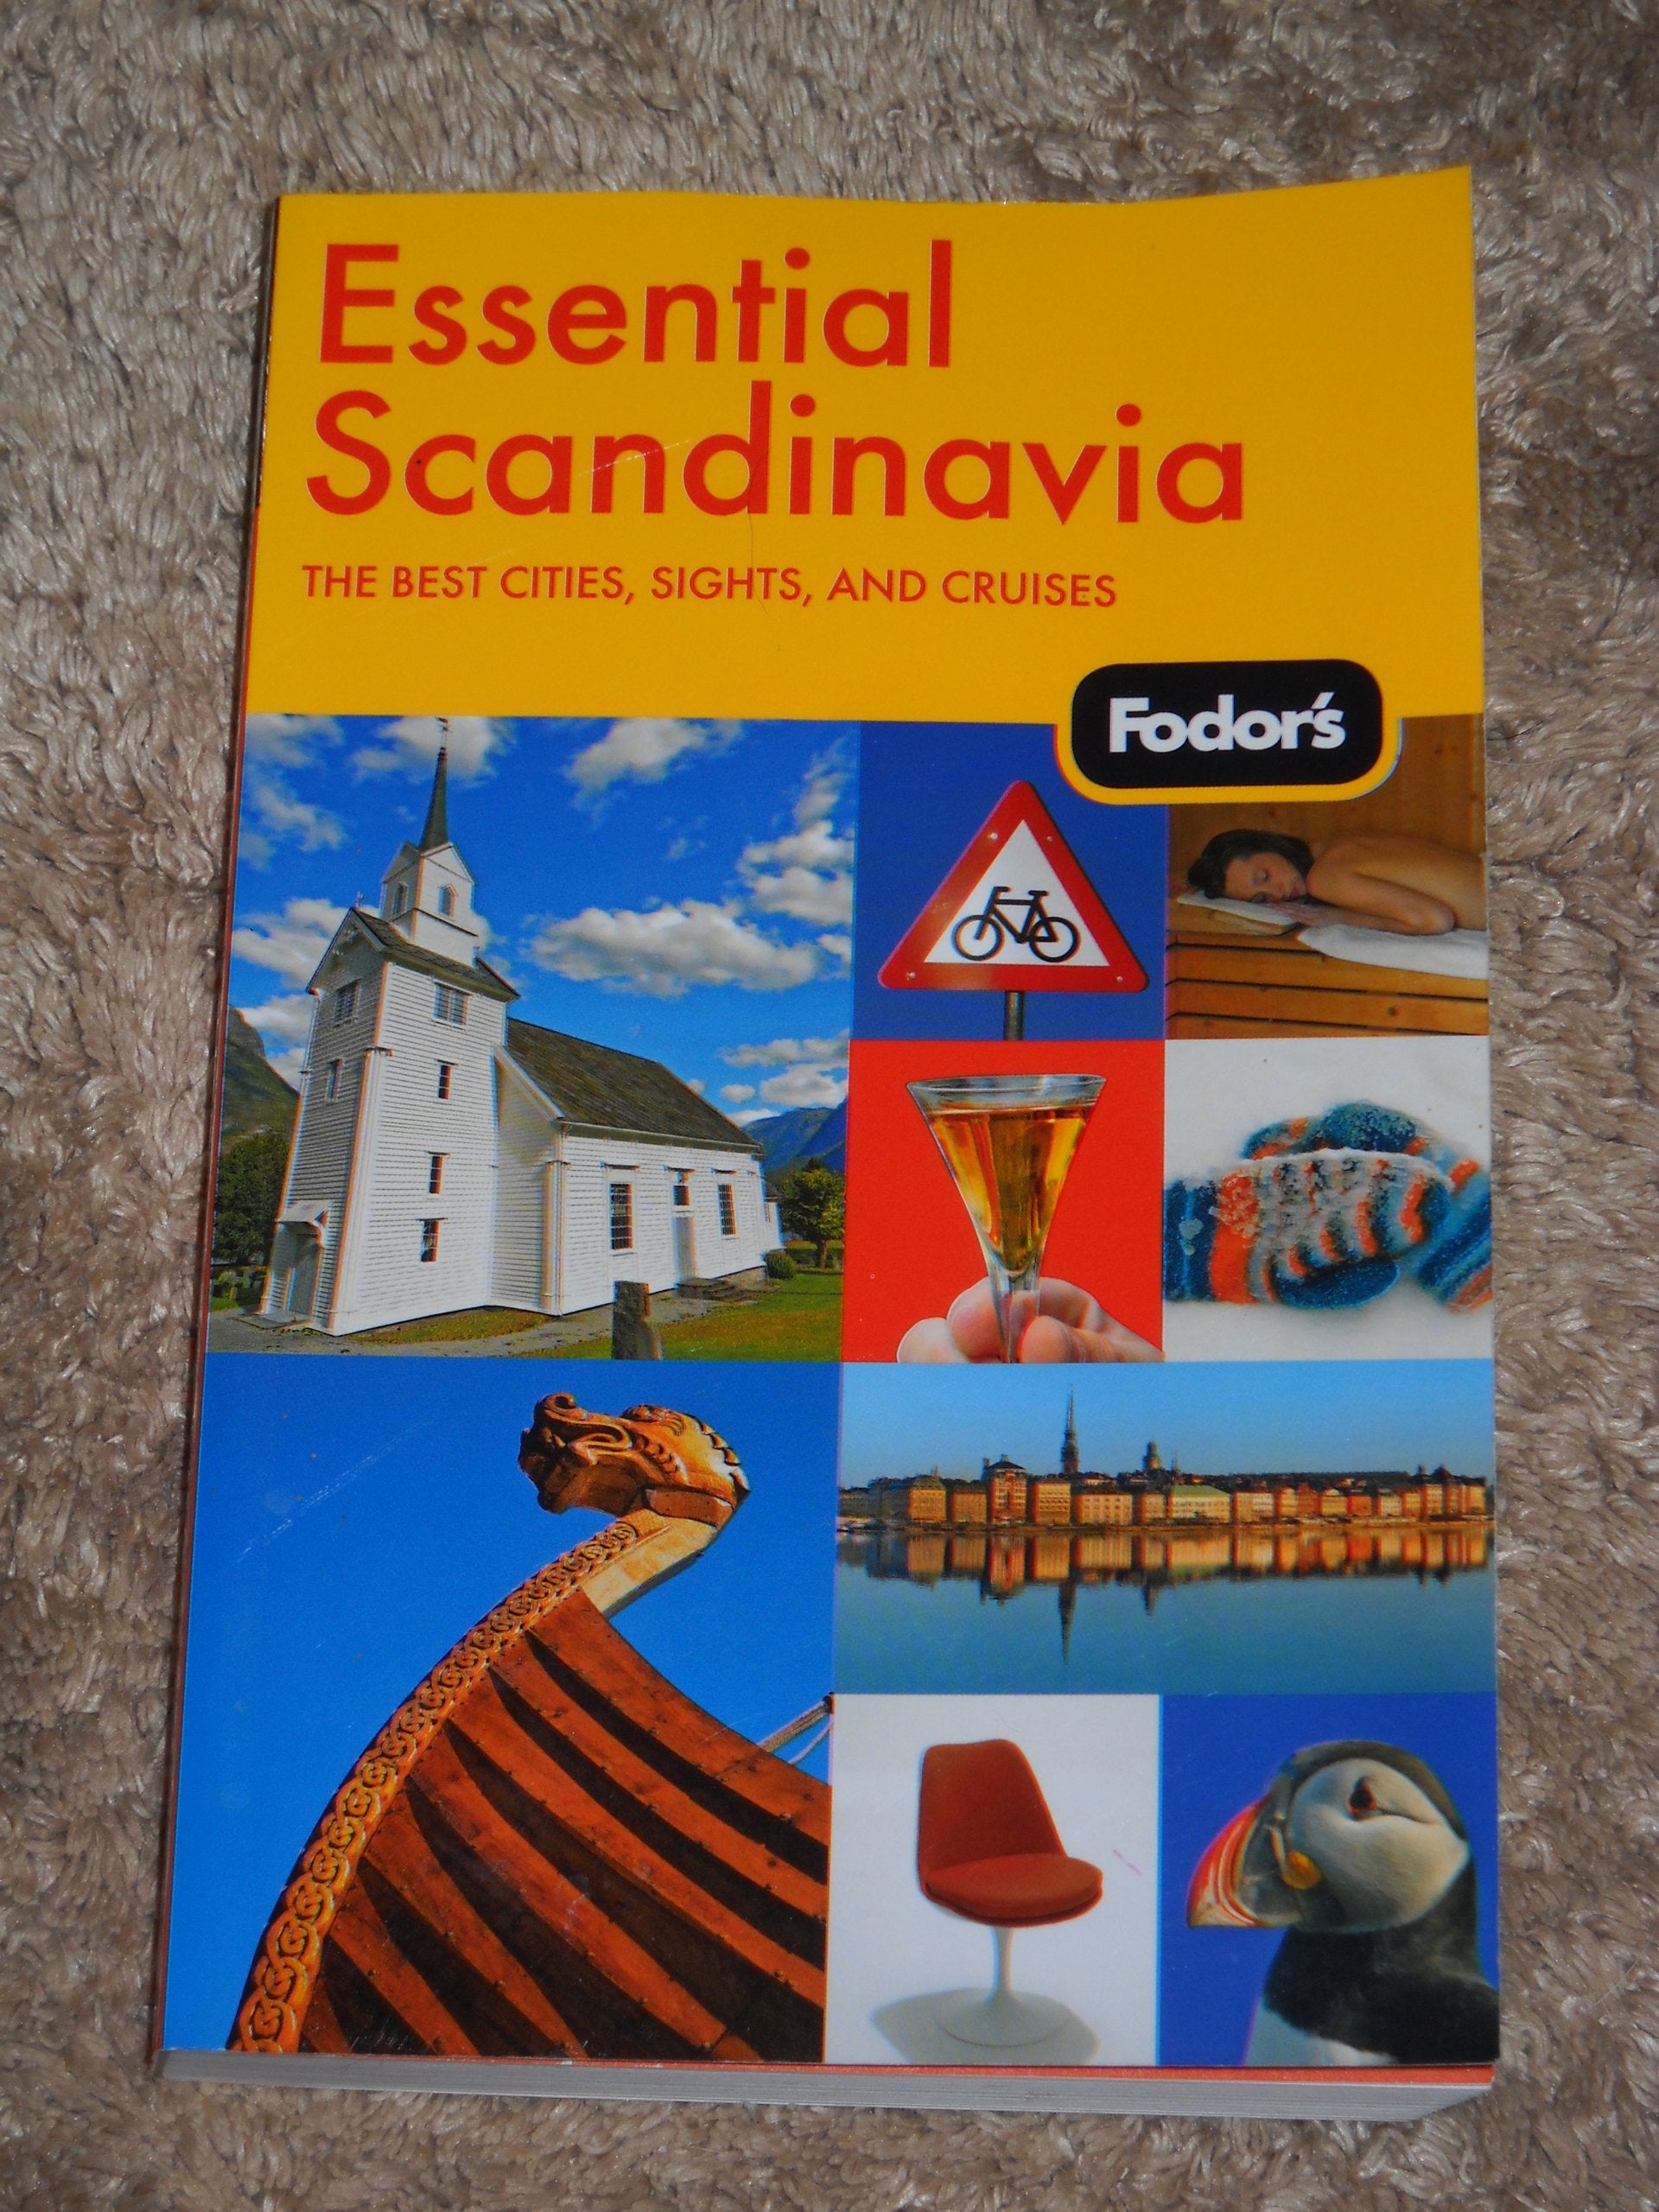 Essential
Scandinavia
THE BEST CITIES, SIGHTS, AND CRUISES
Fodor's